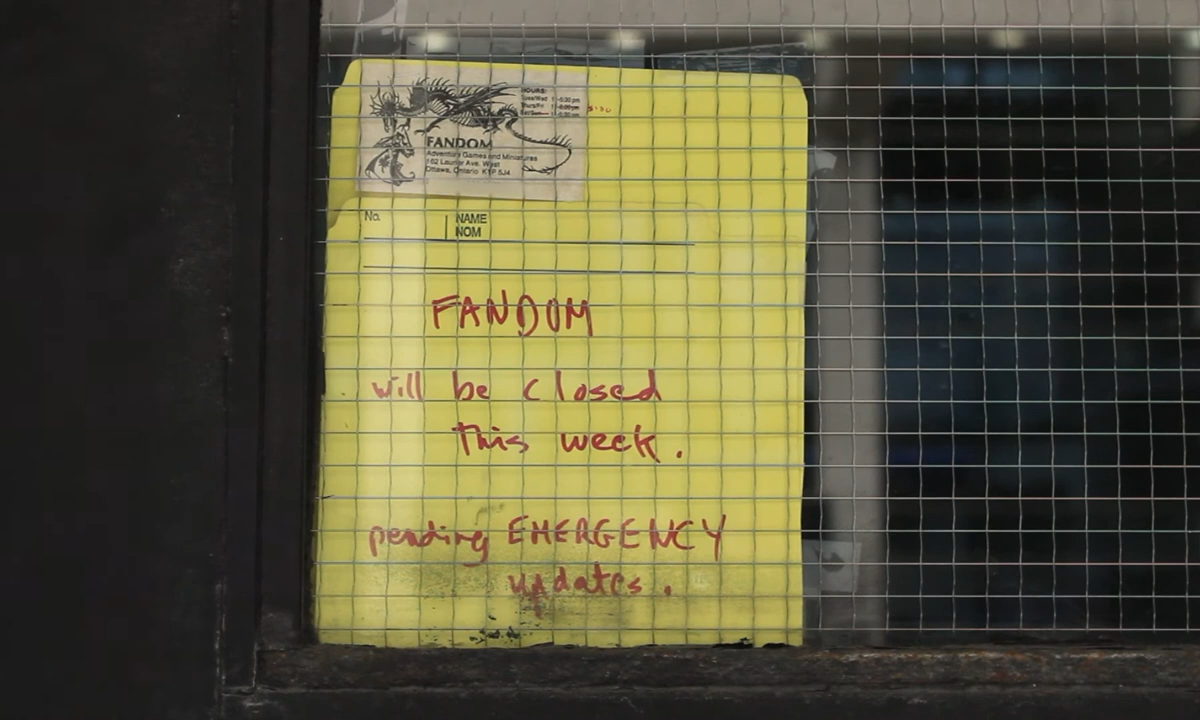 HOURS:
FANDOM
Adventure Games and Miniatures
162 Laurier Ave. West
Ottawa, Ontario K1P 5J4
No.
NAME
NOM
FANDOM
will be closed
this week.
pending EMERGENCY
updates.